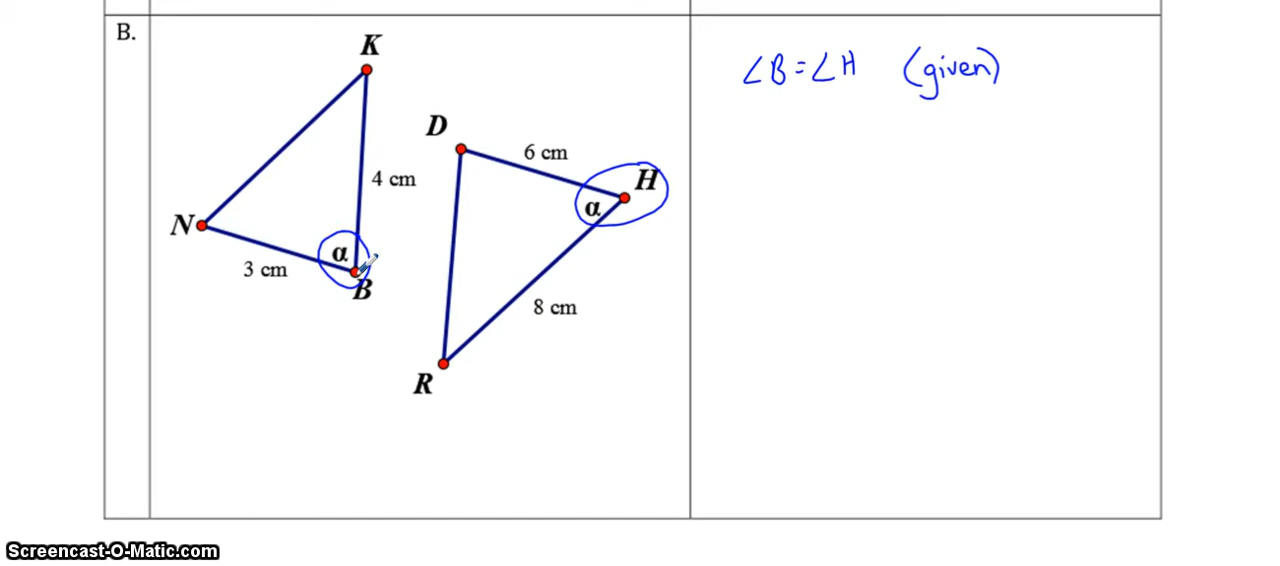 B.
K
D
6 cm
H
4 cm
α
N
α
3 cm
B
8 cm
R
∠B=∠H (given)
Screencast-O-Matic.com